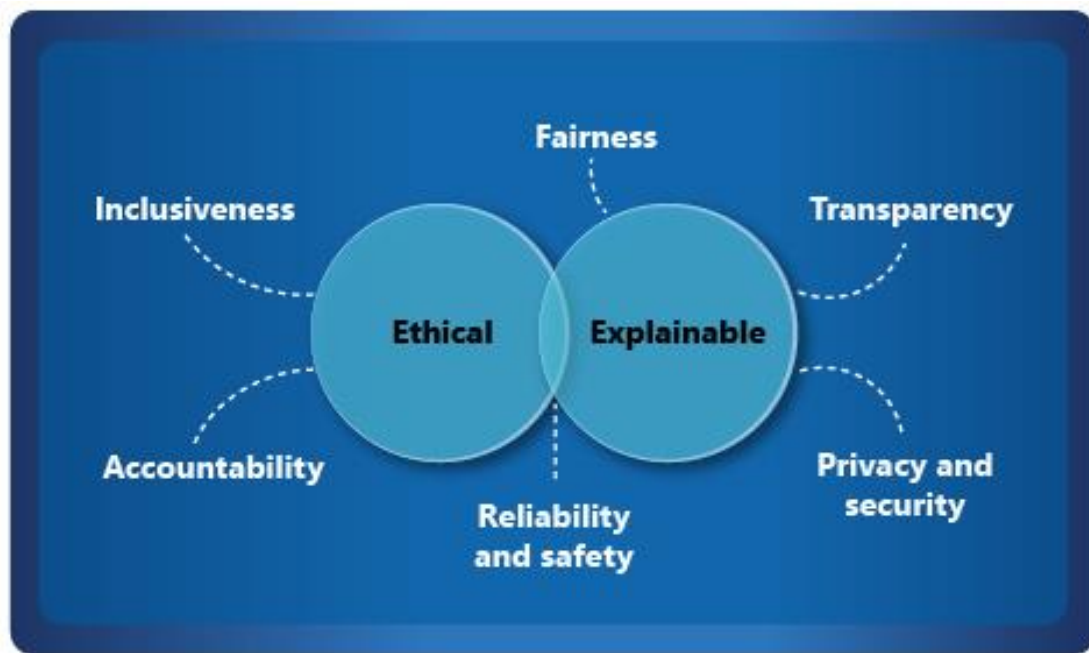 Fairness
Inclusiveness
Transparency
Ethical
Explainable
Accountability
Privacy and
security
Reliability
and safety